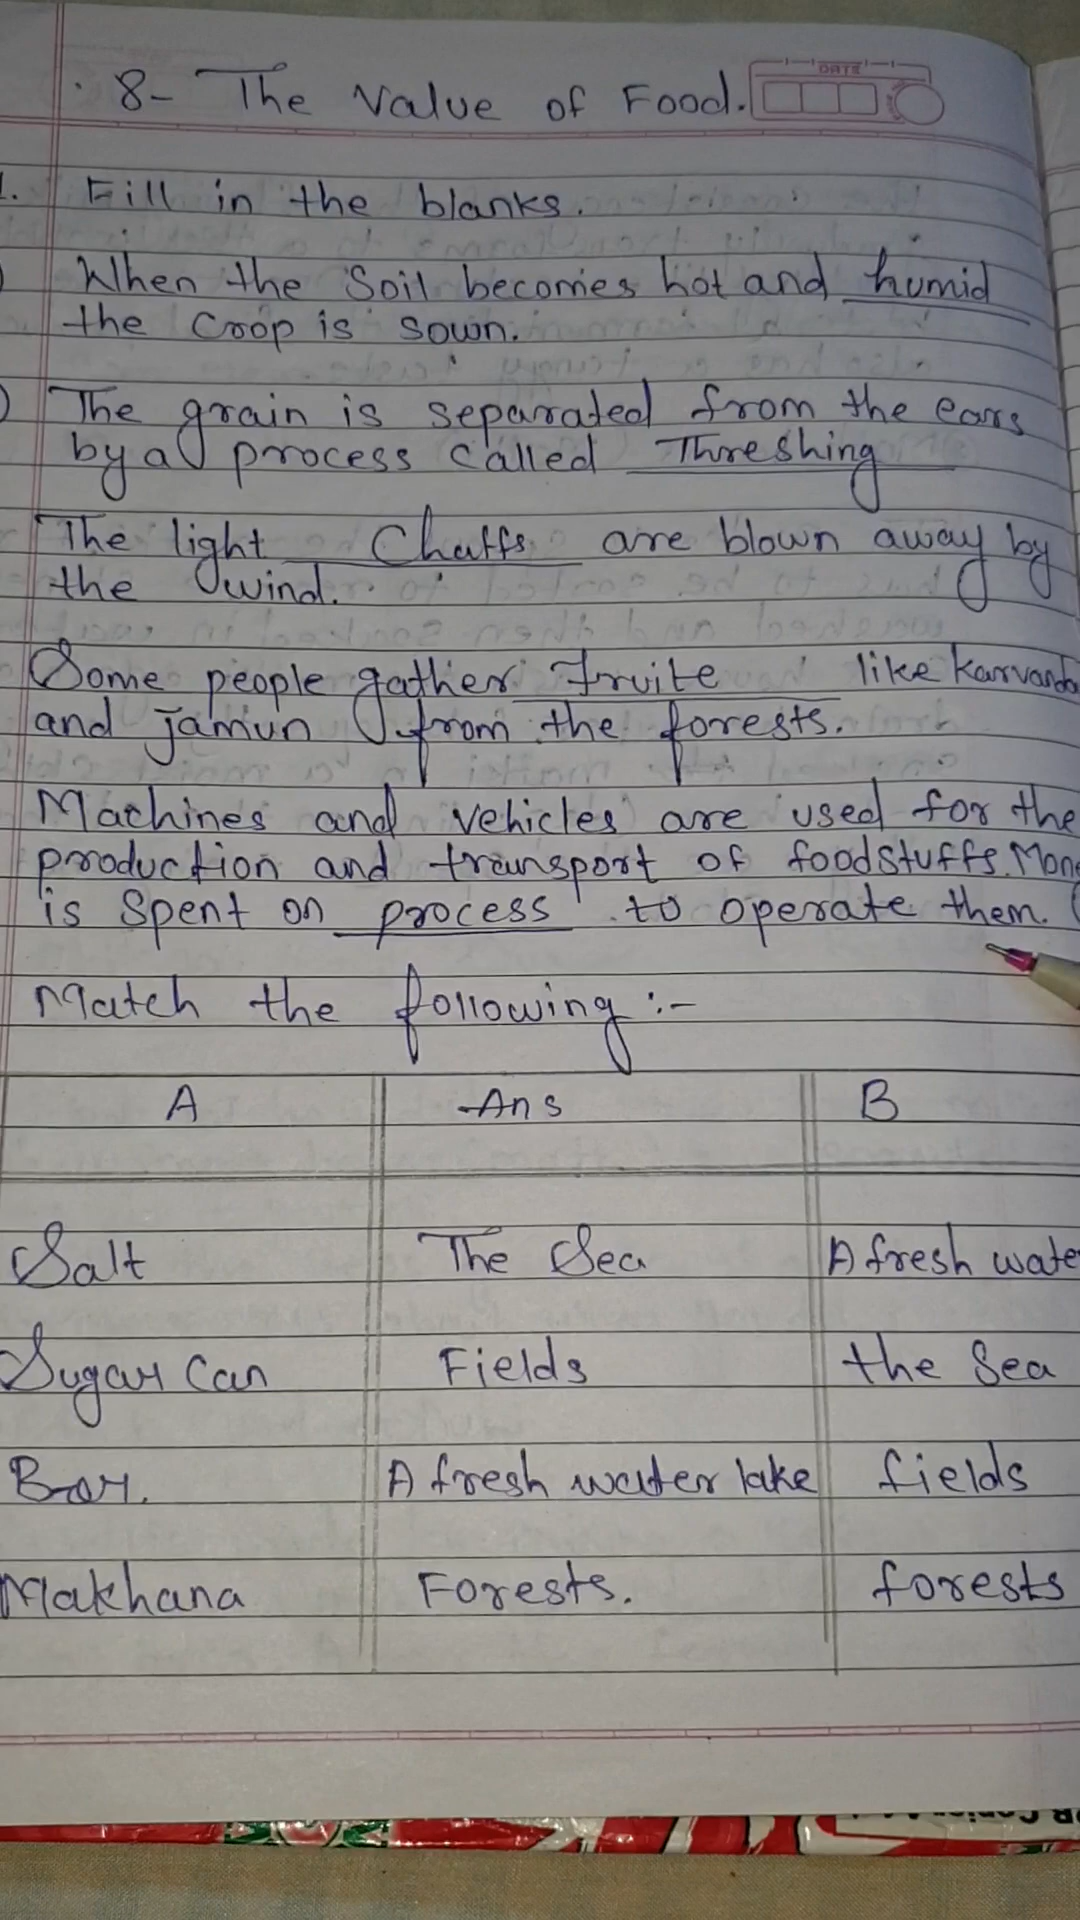 8- The Value of Food.
DATE
1. Fill in the blanks.
When the Soil becomes hot and humid
the Crop is sown.
The grain is separated from the ears
by a process called Threshing
The light Chaffs are blown away by
the wind.
Some people gather fruite like Karvanda
and jamun from the forests.
Machines and vehicles are used for the
production and transport of foodstuffs. Mone
is Spent on process to operate them.
Match the following :-
A Ans B
Salt The Sea A fresh wate
Sugar Can Fields the Sea
Bor. A fresh water lake fields
Makhana Forests. forests